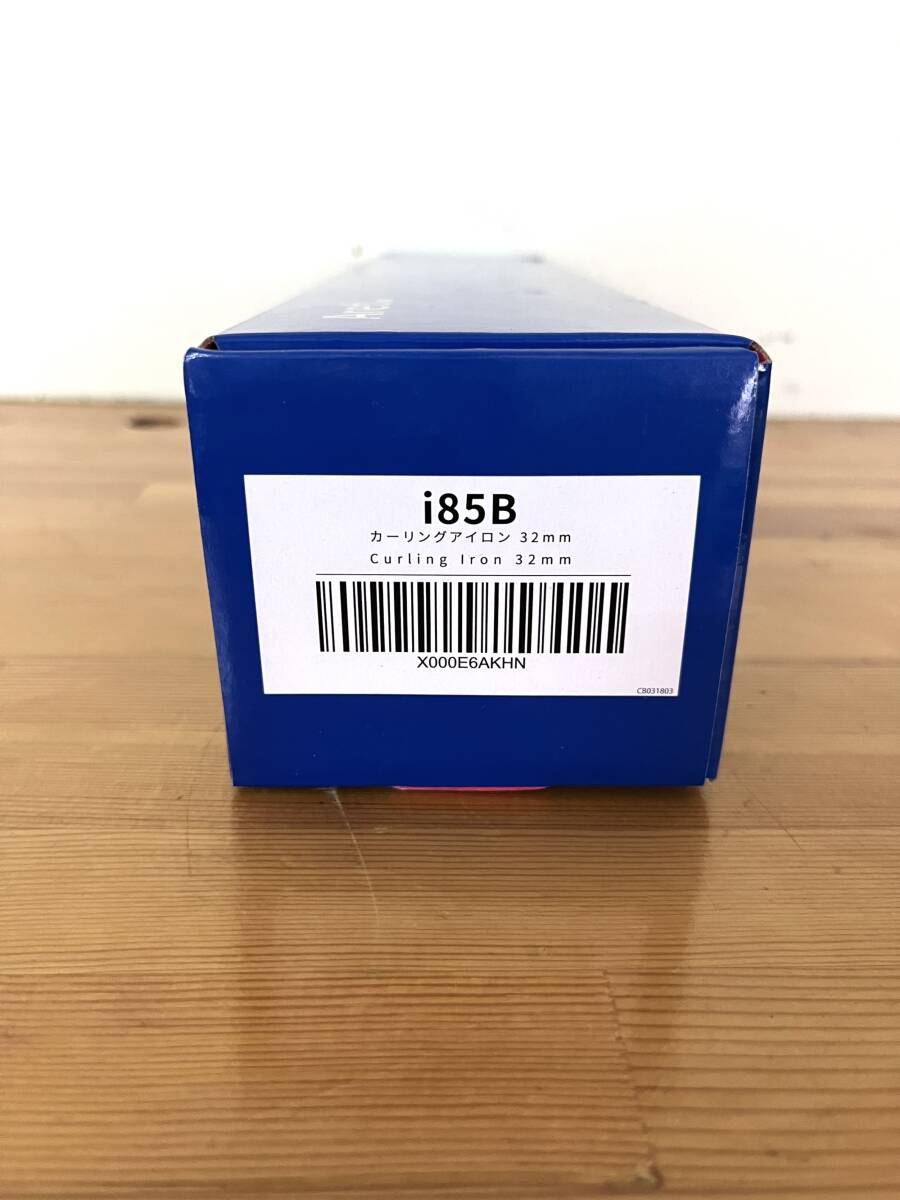 i85B
カーリングアイロン 32mm
Curling Iron 32mm
X000E6AKHN
CB031803